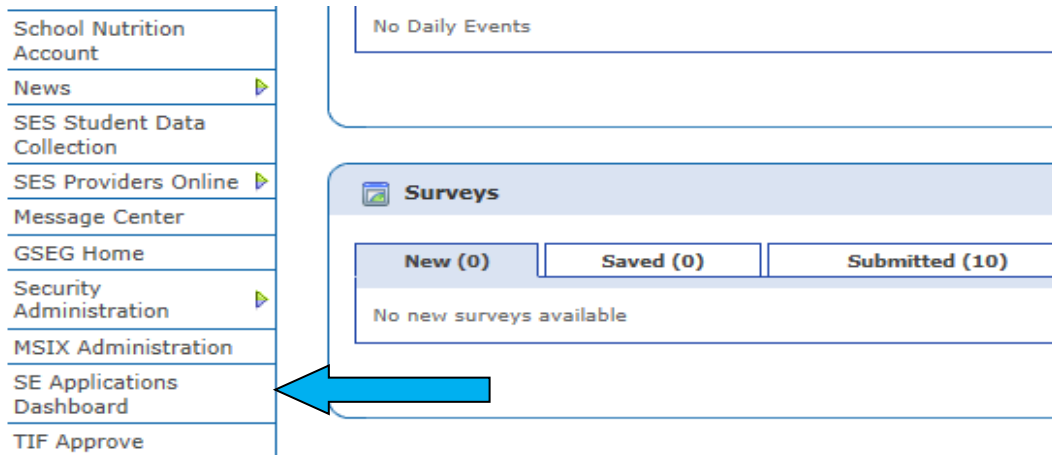 School Nutrition
Account
News
SES Student Data
Collection
SES Providers Online
Message Center
GSEG Home
Security
Administration
MSIX Administration
SE Applications
Dashboard
TIF Approve
No Daily Events
Surveys
New (0)
Saved (0)
Submitted (10)
No new surveys available